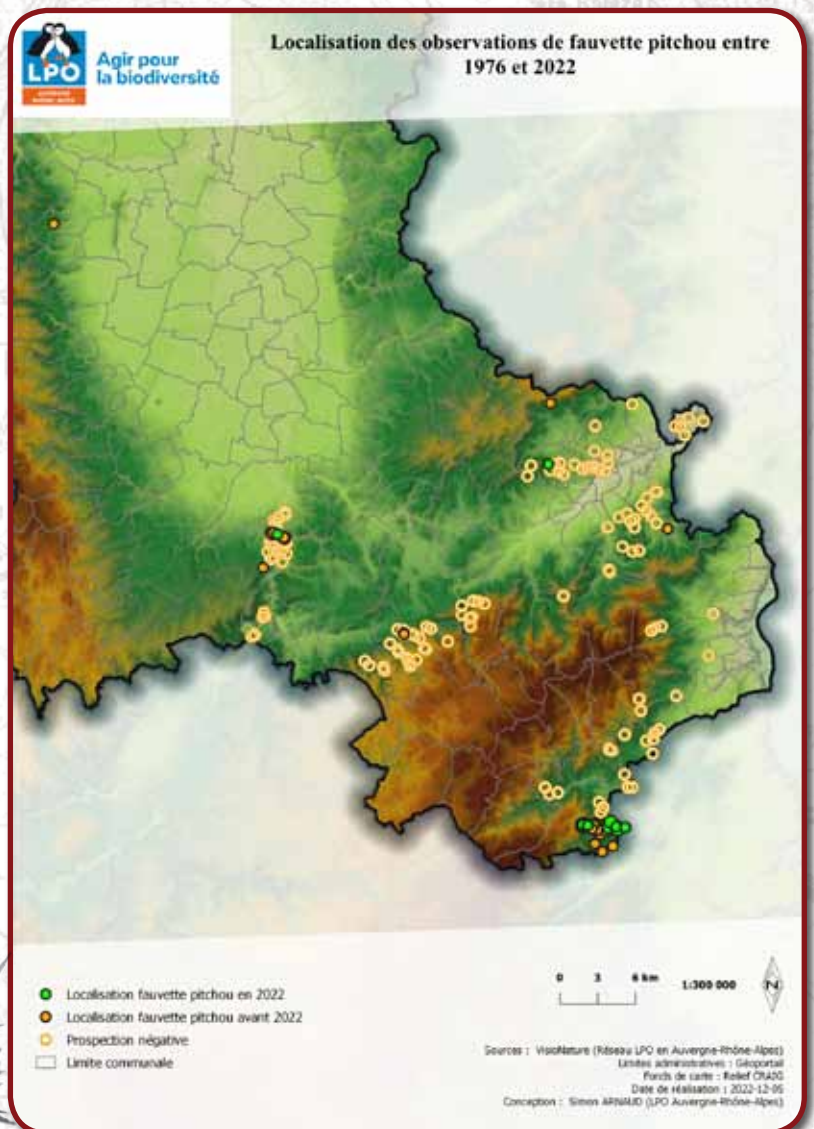 LPO
Agir pour
la biodiversité
AUVERGNE
RHÔNE-ALPES
Localisation des observations de fauvette pitchou entre
1976 et 2022
Localisation fauvette pitchou en 2022
Localisation fauvette pitchou avant 2022
Prospection négative
Limite communale
0 3 6 km
1:300 000
N
Sources : VisioNature (Réseau LPO en Auvergne-Rhône-Alpes)
Limites administratives : Géoportail
Fonds de carte : Relief CRAIG
Date de réalisation : 2022-12-05
Conception : Simon ARNAUD (LPO Auvergne-Rhône-Alpes)